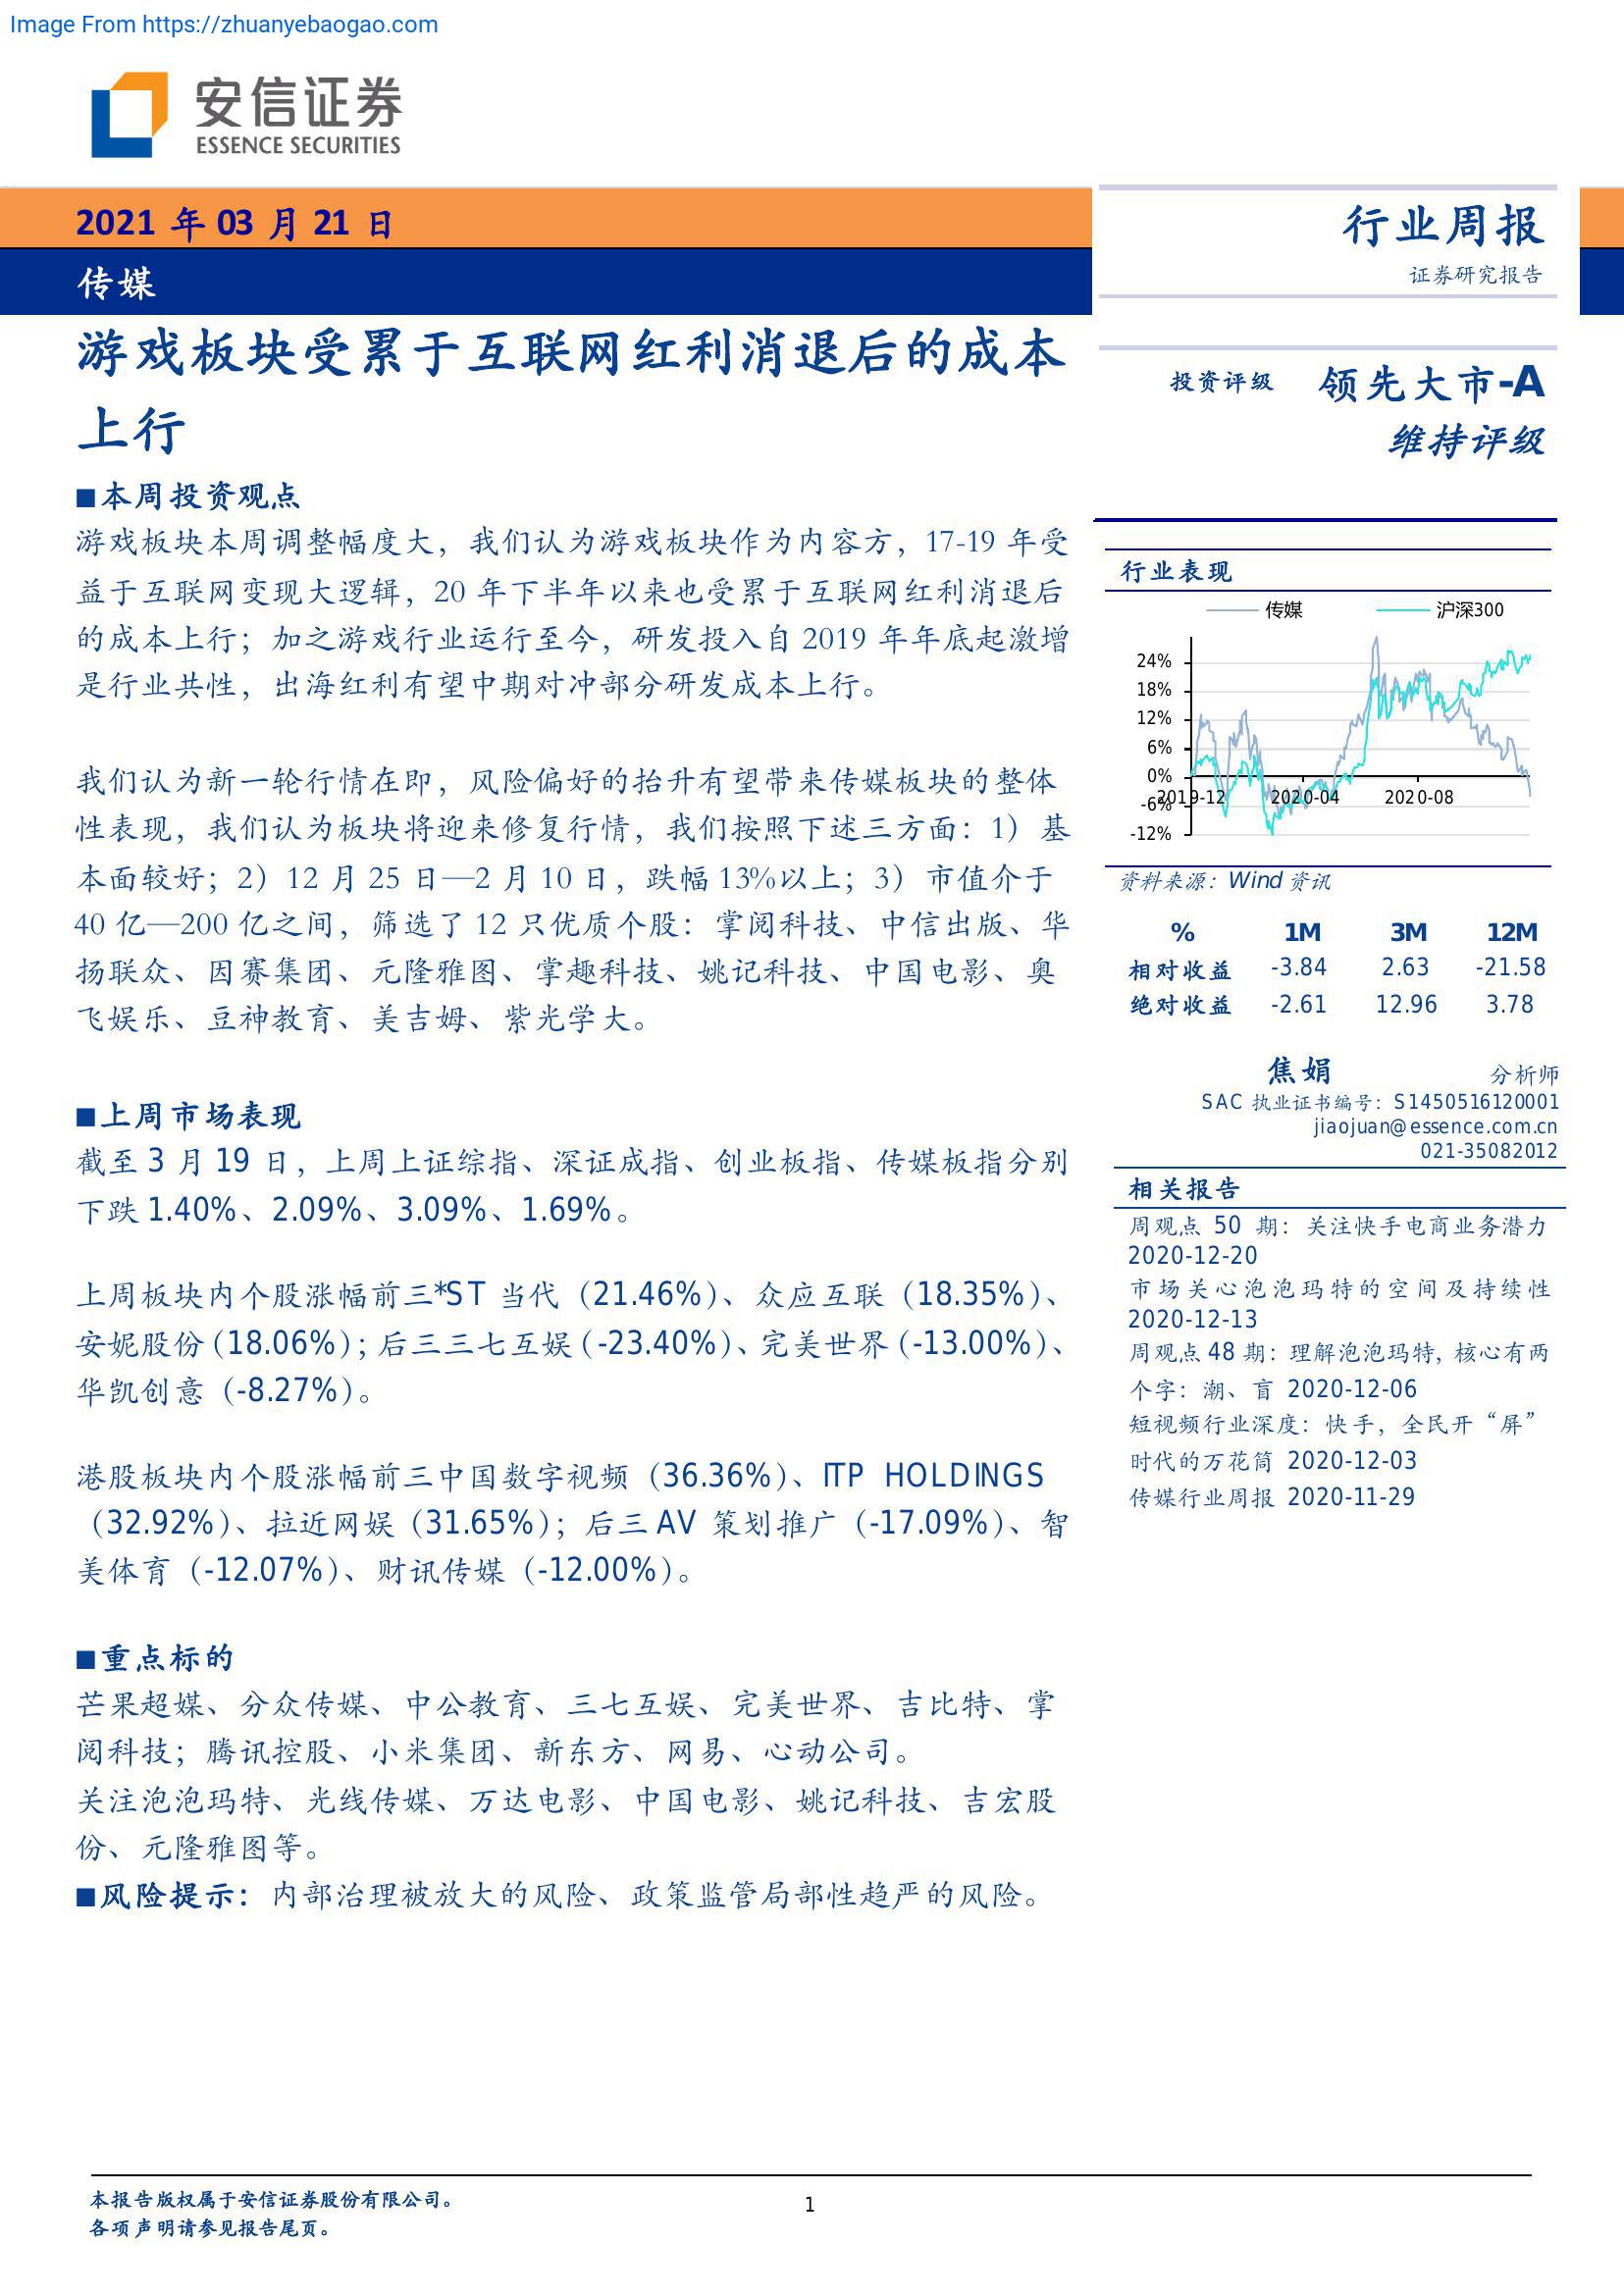 Image From https://zhuanyebaogao.com
安信证券
ESSENCE SECURITIES
2021 年 03 月 21 日
传媒
游戏板块受累于互联网红利消退后的成本
上行
■本周投资观点
游戏板块本周调整幅度大，我们认为游戏板块作为内容方，17-19 年受
益于互联网变现大逻辑，20 年下半年以来也受累于互联网红利消退后
的成本上行；加之游戏行业运行至今，研发投入自 2019 年年底起激增
是行业共性，出海红利有望中期对冲部分研发成本上行。
我们认为新一轮行情在即，风险偏好的抬升有望带来传媒板块的整体
性表现，我们认为板块将迎来修复行情，我们按照下述三方面：1）基
本面较好；2）12 月 25 日—2 月 10 日，跌幅 13%以上；3）市值介于
40 亿—200 亿之间，筛选了 12 只优质个股：掌阅科技、中信出版、华
扬联众、因赛集团、元隆雅图、掌趣科技、姚记科技、中国电影、奥
飞娱乐、豆神教育、美吉姆、紫光学大。
■上周市场表现
截至 3 月 19 日，上周上证综指、深证成指、创业板指、传媒板指分别
下跌 1.40%、2.09%、3.09%、1.69%。
上周板块内个股涨幅前三*ST 当代（21.46%）、众应互联（18.35%）、
安妮股份（18.06%）；后三三七互娱（-23.40%）、完美世界（-13.00%）、
华凯创意（-8.27%）。
港股板块内个股涨幅前三中国数字视频（36.36%）、ITP HOLDINGS
（32.92%）、拉近网娱（31.65%）；后三 AV 策划推广（-17.09%）、智
美体育（-12.07%）、财讯传媒（-12.00%）。
■重点标的
芒果超媒、分众传媒、中公教育、三七互娱、完美世界、吉比特、掌
阅科技；腾讯控股、小米集团、新东方、网易、心动公司。
关注泡泡玛特、光线传媒、万达电影、中国电影、姚记科技、吉宏股
份、元隆雅图等。
■风险提示：内部治理被放大的风险、政策监管局部性趋严的风险。
行业周报
证券研究报告
投资评级 领先大市-A
维持评级
行业表现
传媒 沪深300
24%
18%
12%
6%
0%
-6%
-12%
2019-12 2020-04 2020-08
资料来源：Wind 资讯
% 1M 3M 12M
相对收益 -3.84 2.63 -21.58
绝对收益 -2.61 12.96 3.78
焦娟 分析师
SAC 执业证书编号：S1450516120001
jiaojuan@essence.com.cn
021-35082012
相关报告
周观点 50 期：关注快手电商业务潜力
2020-12-20
市场关心泡泡玛特的空间及持续性
2020-12-13
周观点 48 期：理解泡泡玛特，核心有两
个字：潮、盲 2020-12-06
短视频行业深度：快手，全民开“屏”
时代的万花筒 2020-12-03
传媒行业周报 2020-11-29
本报告版权属于安信证券股份有限公司。
各项声明请参见报告尾页。
1